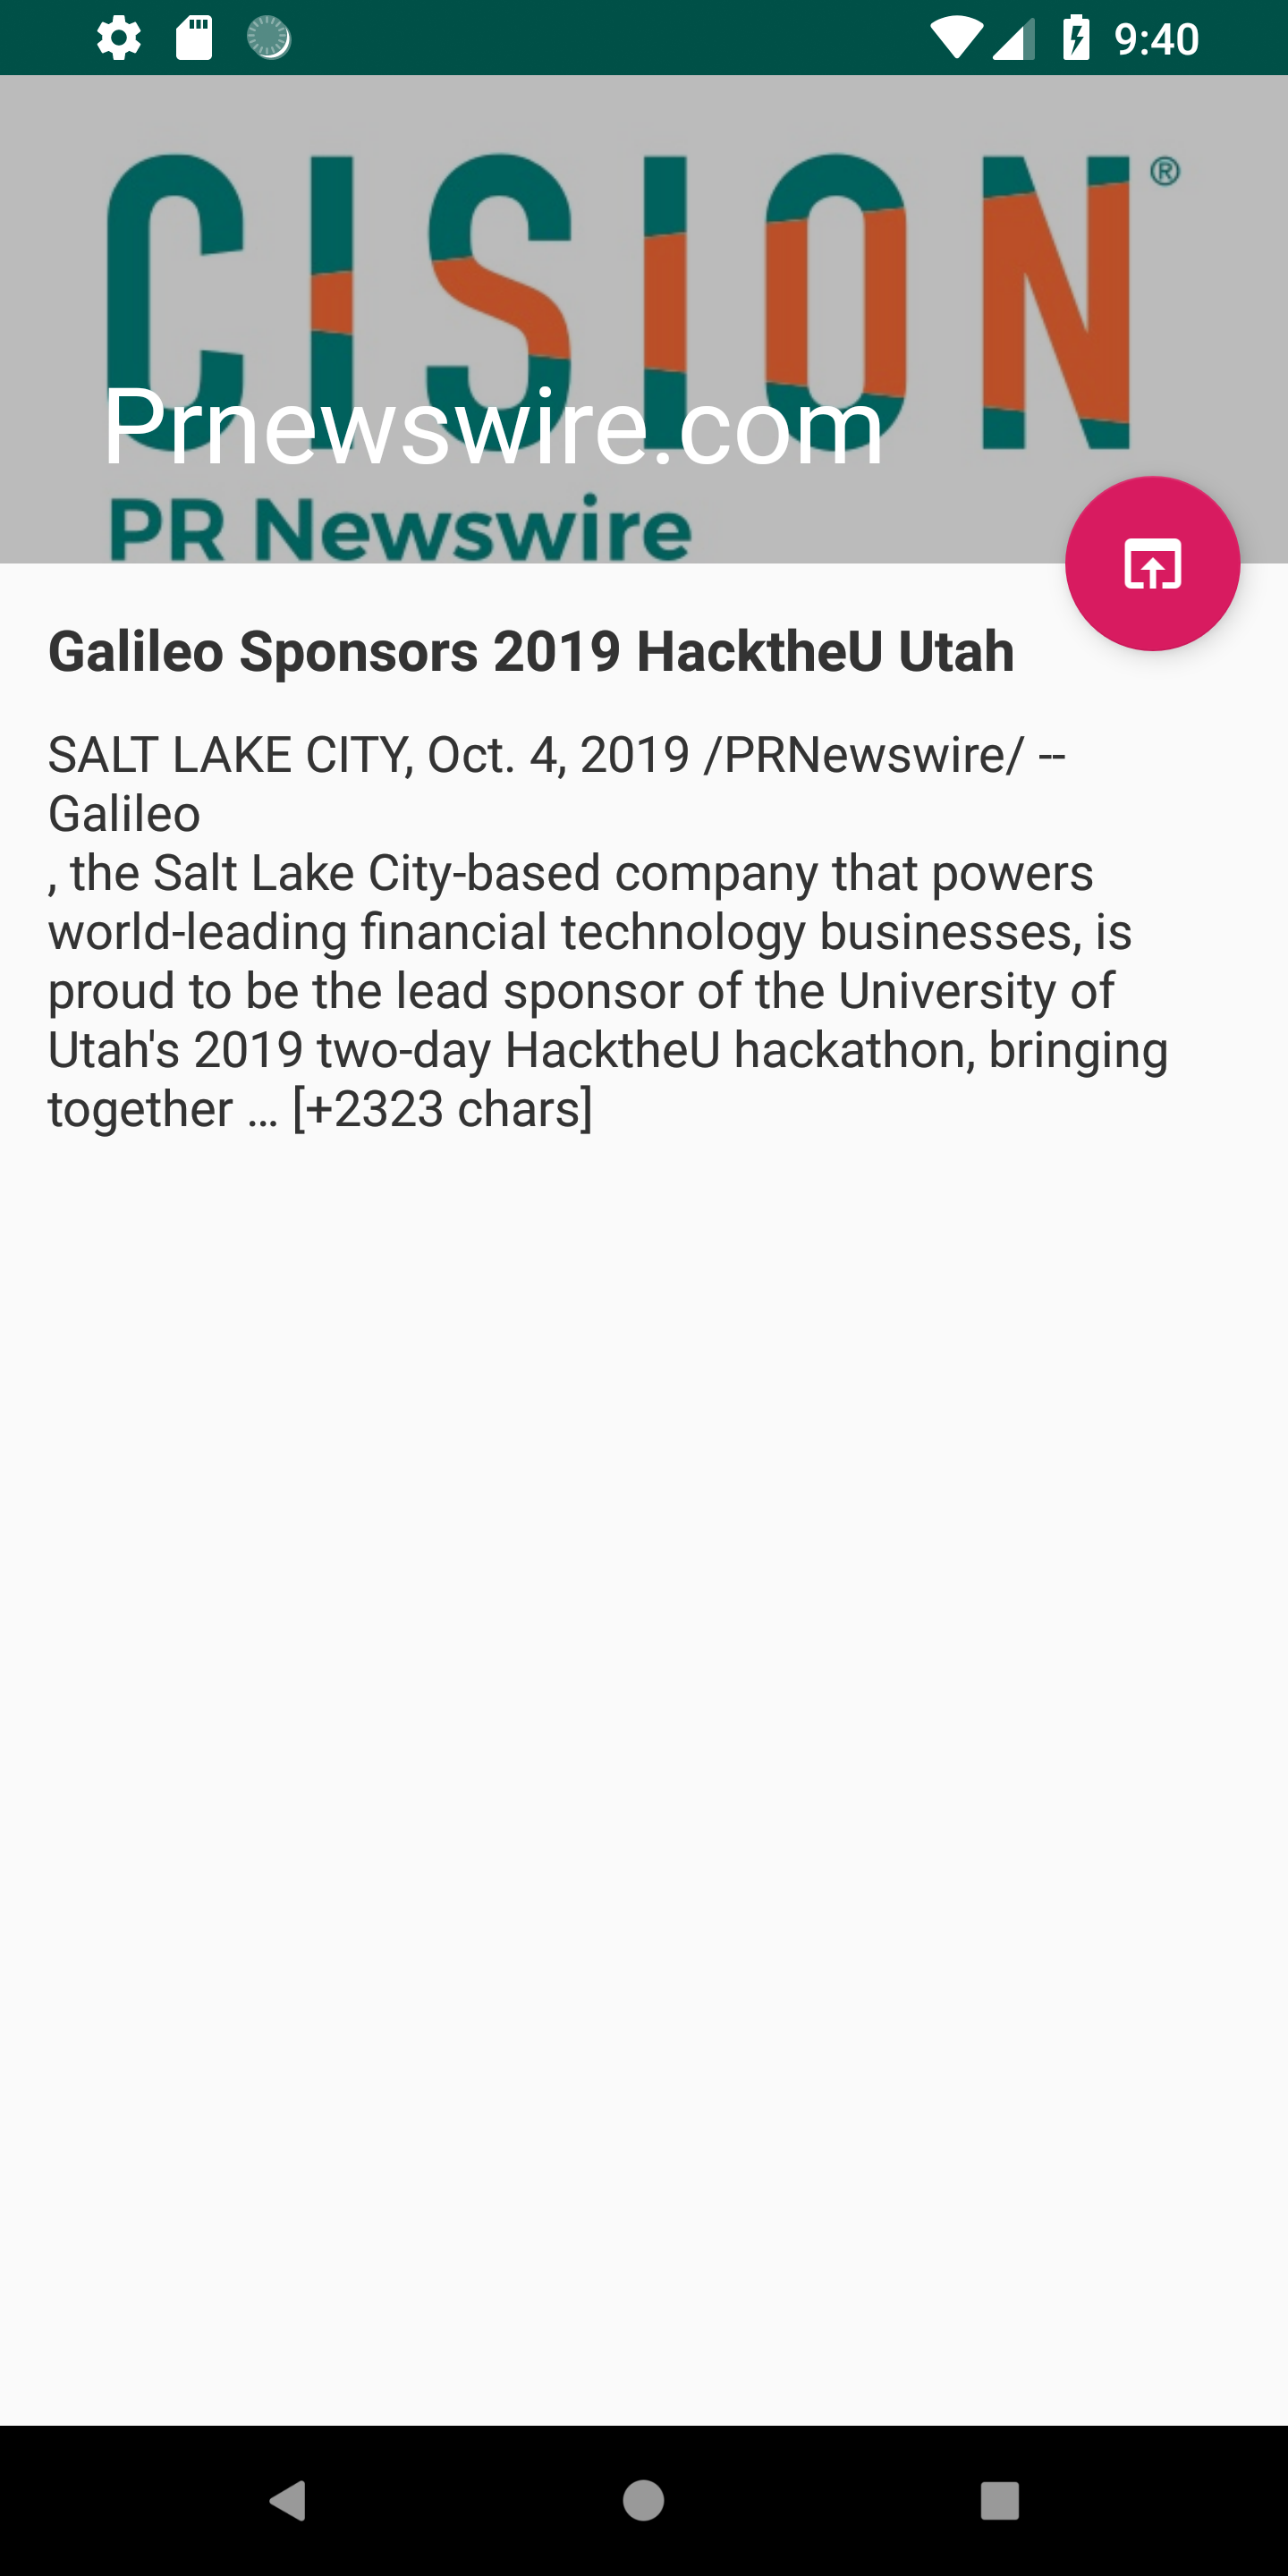 9:40
CISION®
Prnewswire.com
PR Newswire
Galileo Sponsors 2019 HacktheU Utah
SALT LAKE CITY, Oct. 4, 2019 /PRNewswire/ --
Galileo
, the Salt Lake City-based company that powers
world-leading financial technology businesses, is
proud to be the lead sponsor of the University of
Utah's 2019 two-day HacktheU hackathon, bringing
together … [+2323 chars]